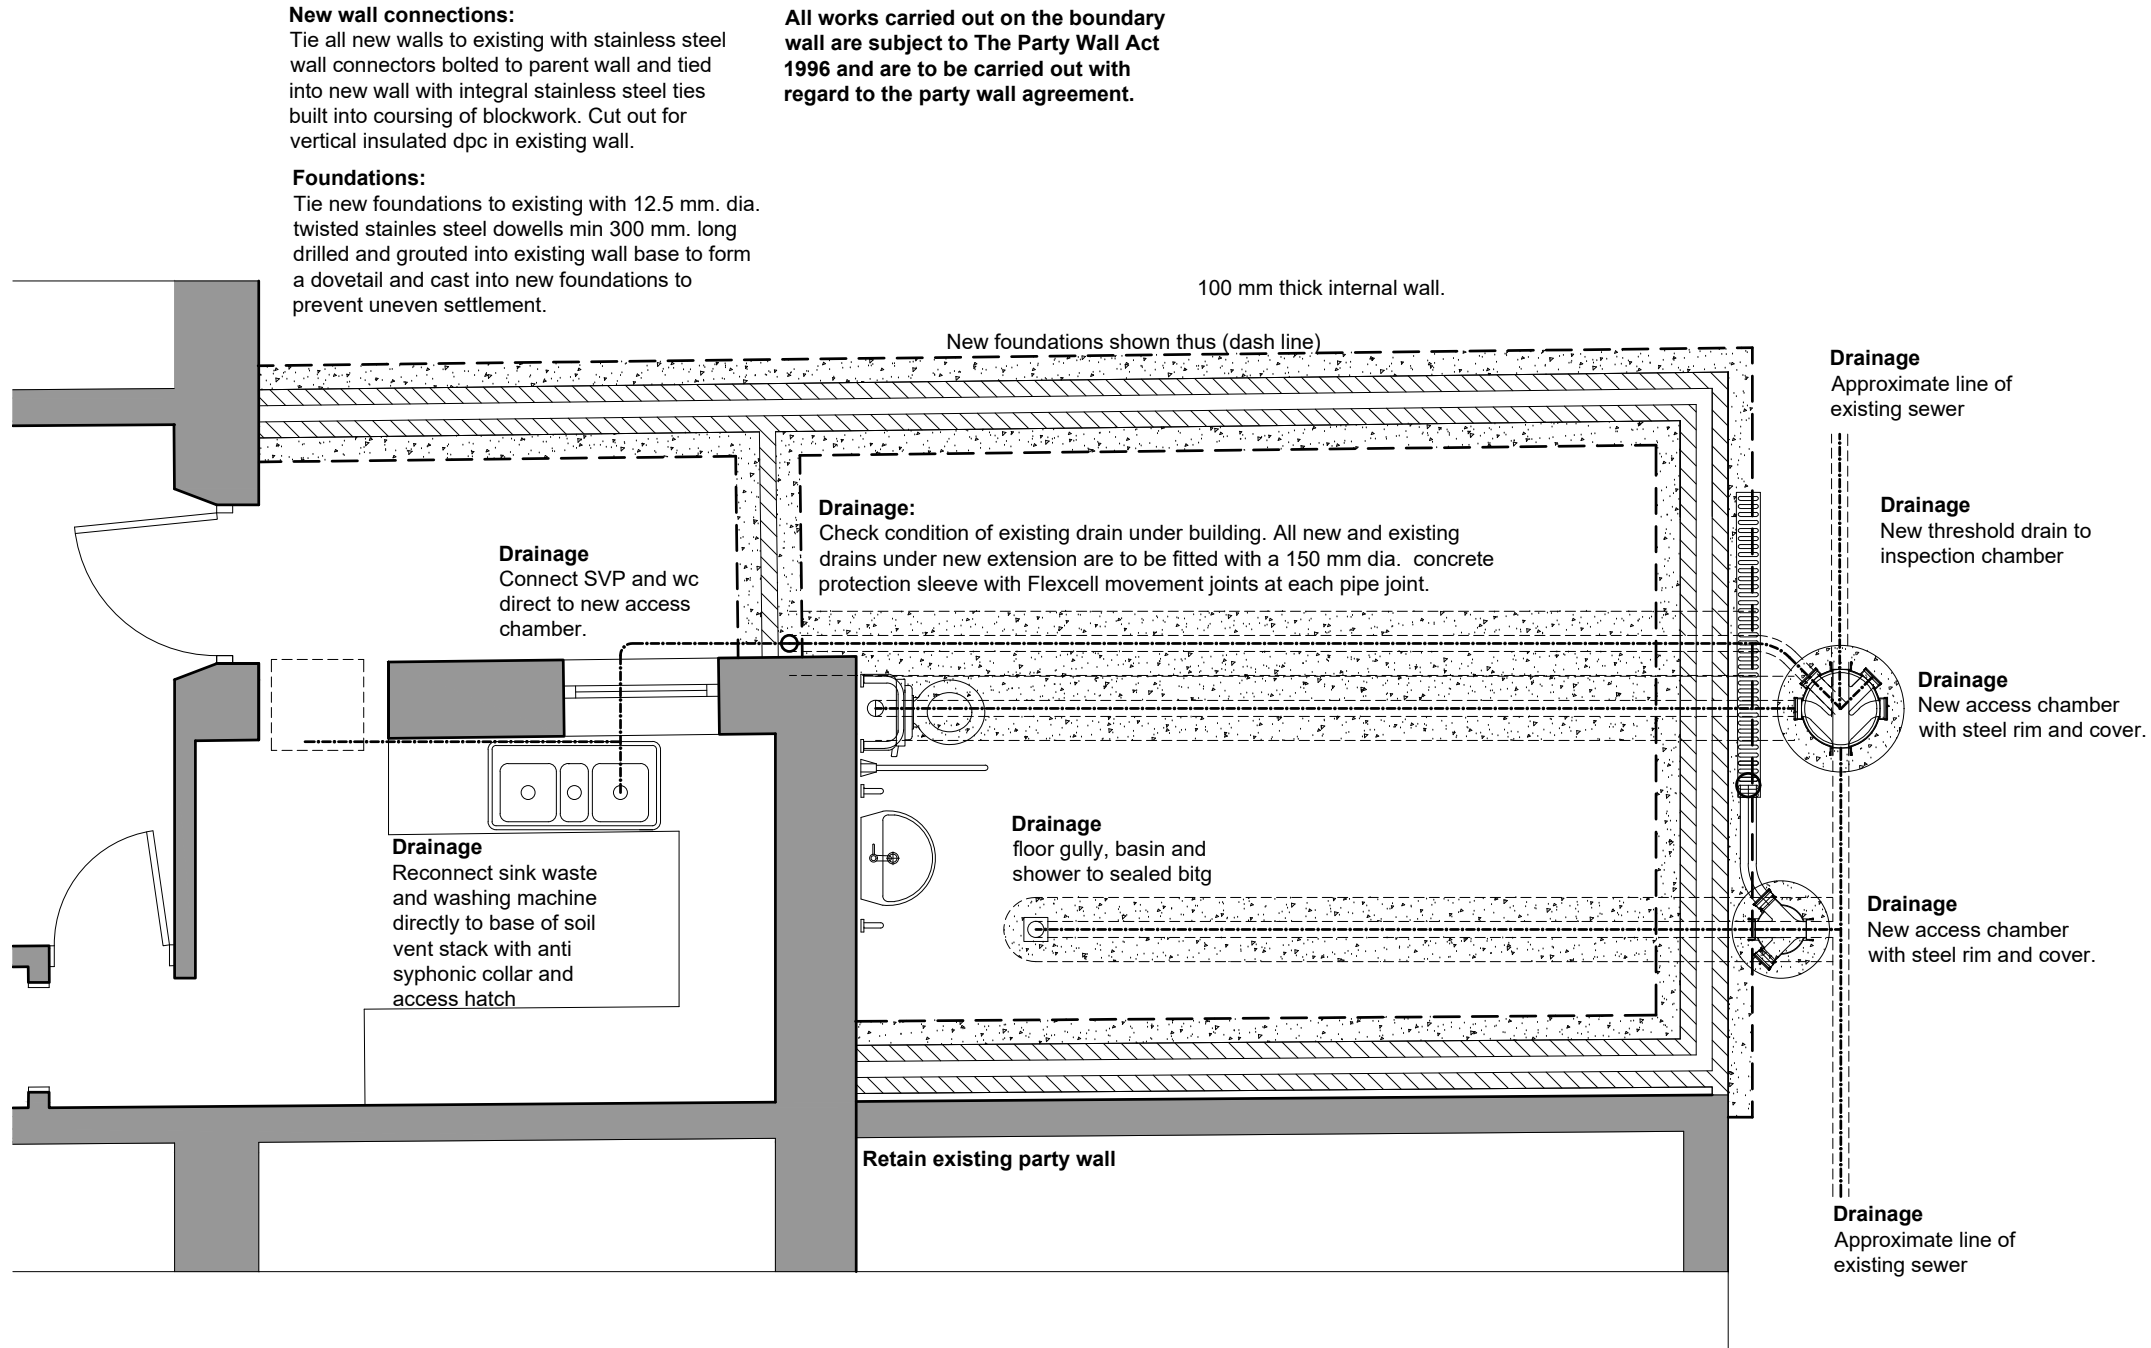 New wall connections:
Tie all new walls to existing with stainless steel
wall connectors bolted to parent wall and tied
into new wall with integral stainless steel ties
built into coursing of blockwork. Cut out for
vertical insulated dpc in existing wall.
All works carried out on the boundary
wall are subject to The Party Wall Act
1996 and are to be carried out with
regard to the party wall agreement.
Foundations:
Tie new foundations to existing with 12.5 mm. dia.
twisted stainles steel dowells min 300 mm. long
drilled and grouted into existing wall base to form
a dovetail and cast into new foundations to
prevent uneven settlement.
100 mm thick internal wall.
New foundations shown thus (dash line)
Drainage
Approximate line of
existing sewer
Drainage
New threshold drain to
inspection chamber
Drainage:
Check condition of existing drain under building. All new and existing
drains under new extension are to be fitted with a 150 mm dia. concrete
protection sleeve with Flexcell movement joints at each pipe joint.
Drainage
Connect SVP and wc
direct to new access
chamber.
Drainage
New access chamber
with steel rim and cover.
Drainage
floor gully, basin and
shower to sealed bitg
Drainage
Reconnect sink waste
and washing machine
directly to base of soil
vent stack with anti
syphonic collar and
access hatch
Drainage
New access chamber
with steel rim and cover.
Retain existing party wall
Drainage
Approximate line of
existing sewer